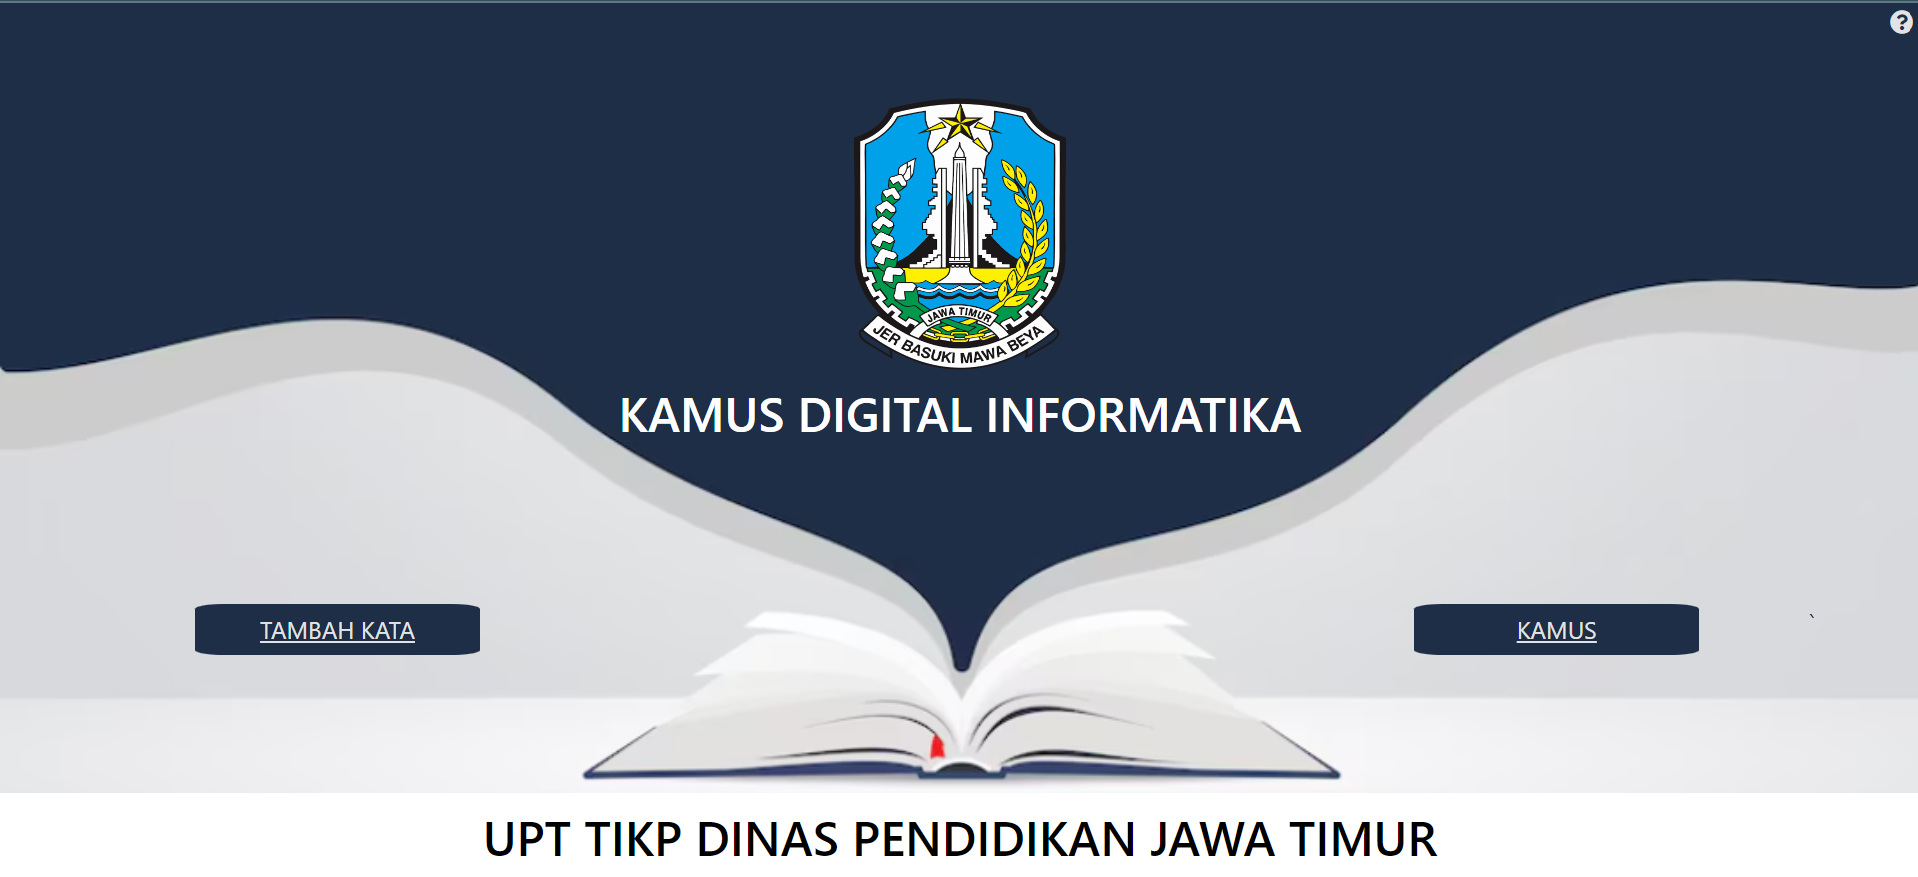 ?
JAWA TIMUR
JER BASUKI MAWA BEYA
KAMUS DIGITAL INFORMATIKA
TAMBAH KATA
KAMUS
`
UPT TIKP DINAS PENDIDIKAN JAWA TIMUR